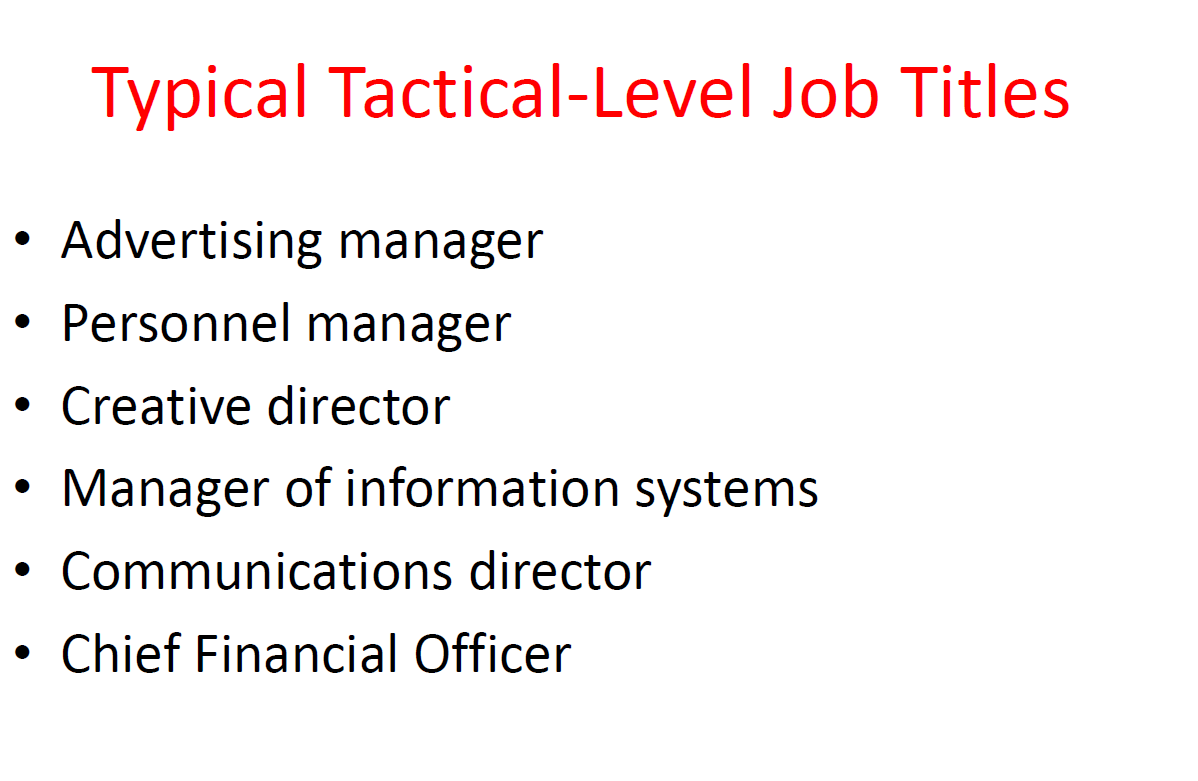 Typical Tactical-Level Job Titles
• Advertising manager
• Personnel manager
• Creative director
• Manager of information systems
• Communications director
• Chief Financial Officer